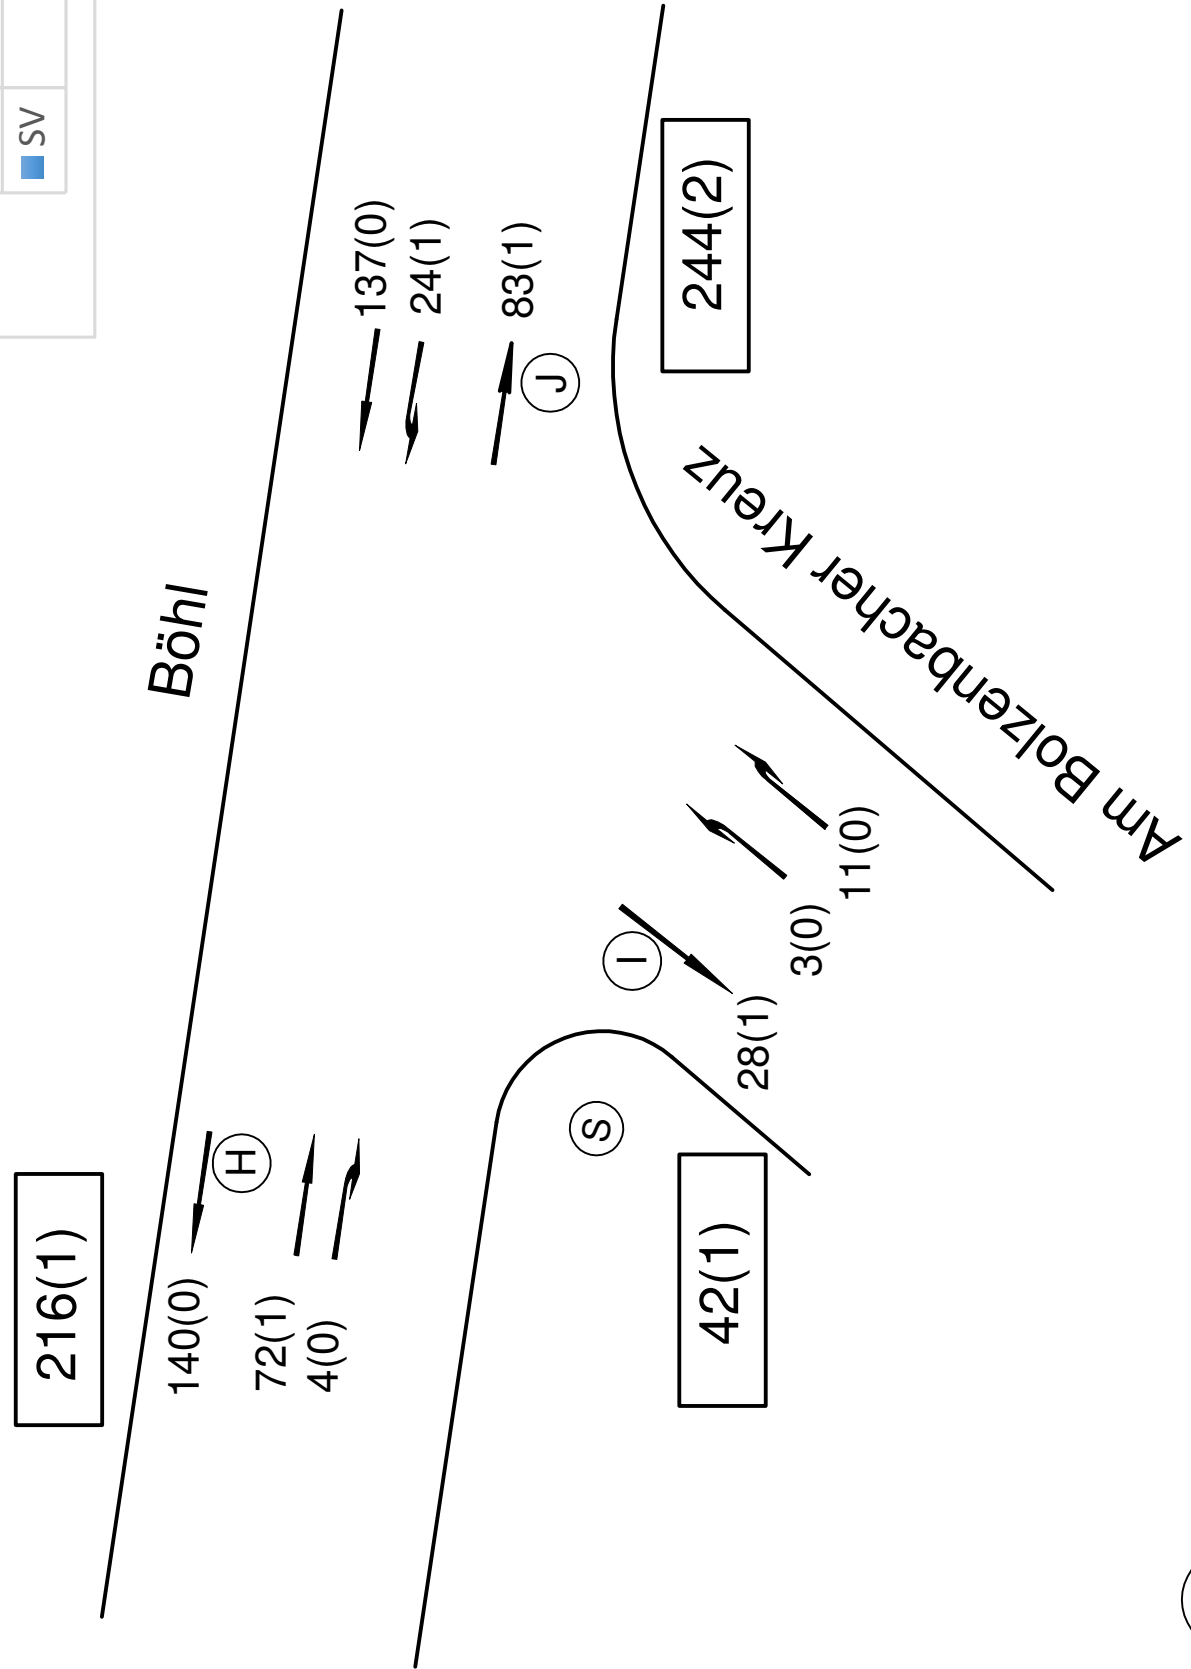 SV
Böhl
137(0)
24(1)
83(1)
J
244(2)
Am Bolzenbacher Kreuz
216(1)
140(0)
H
72(1)
4(0)
I
28(1)
3(0)
11(0)
S
42(1)